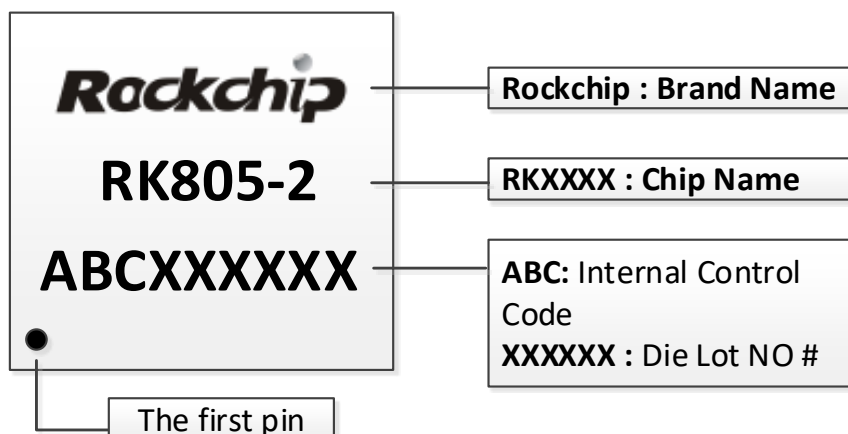 Rockchip
RK805-2
ABCXXXXXX
Rockchip : Brand Name
RKXXXX : Chip Name
ABC: Internal Control
Code
XXXXXX : Die Lot NO #
The first pin